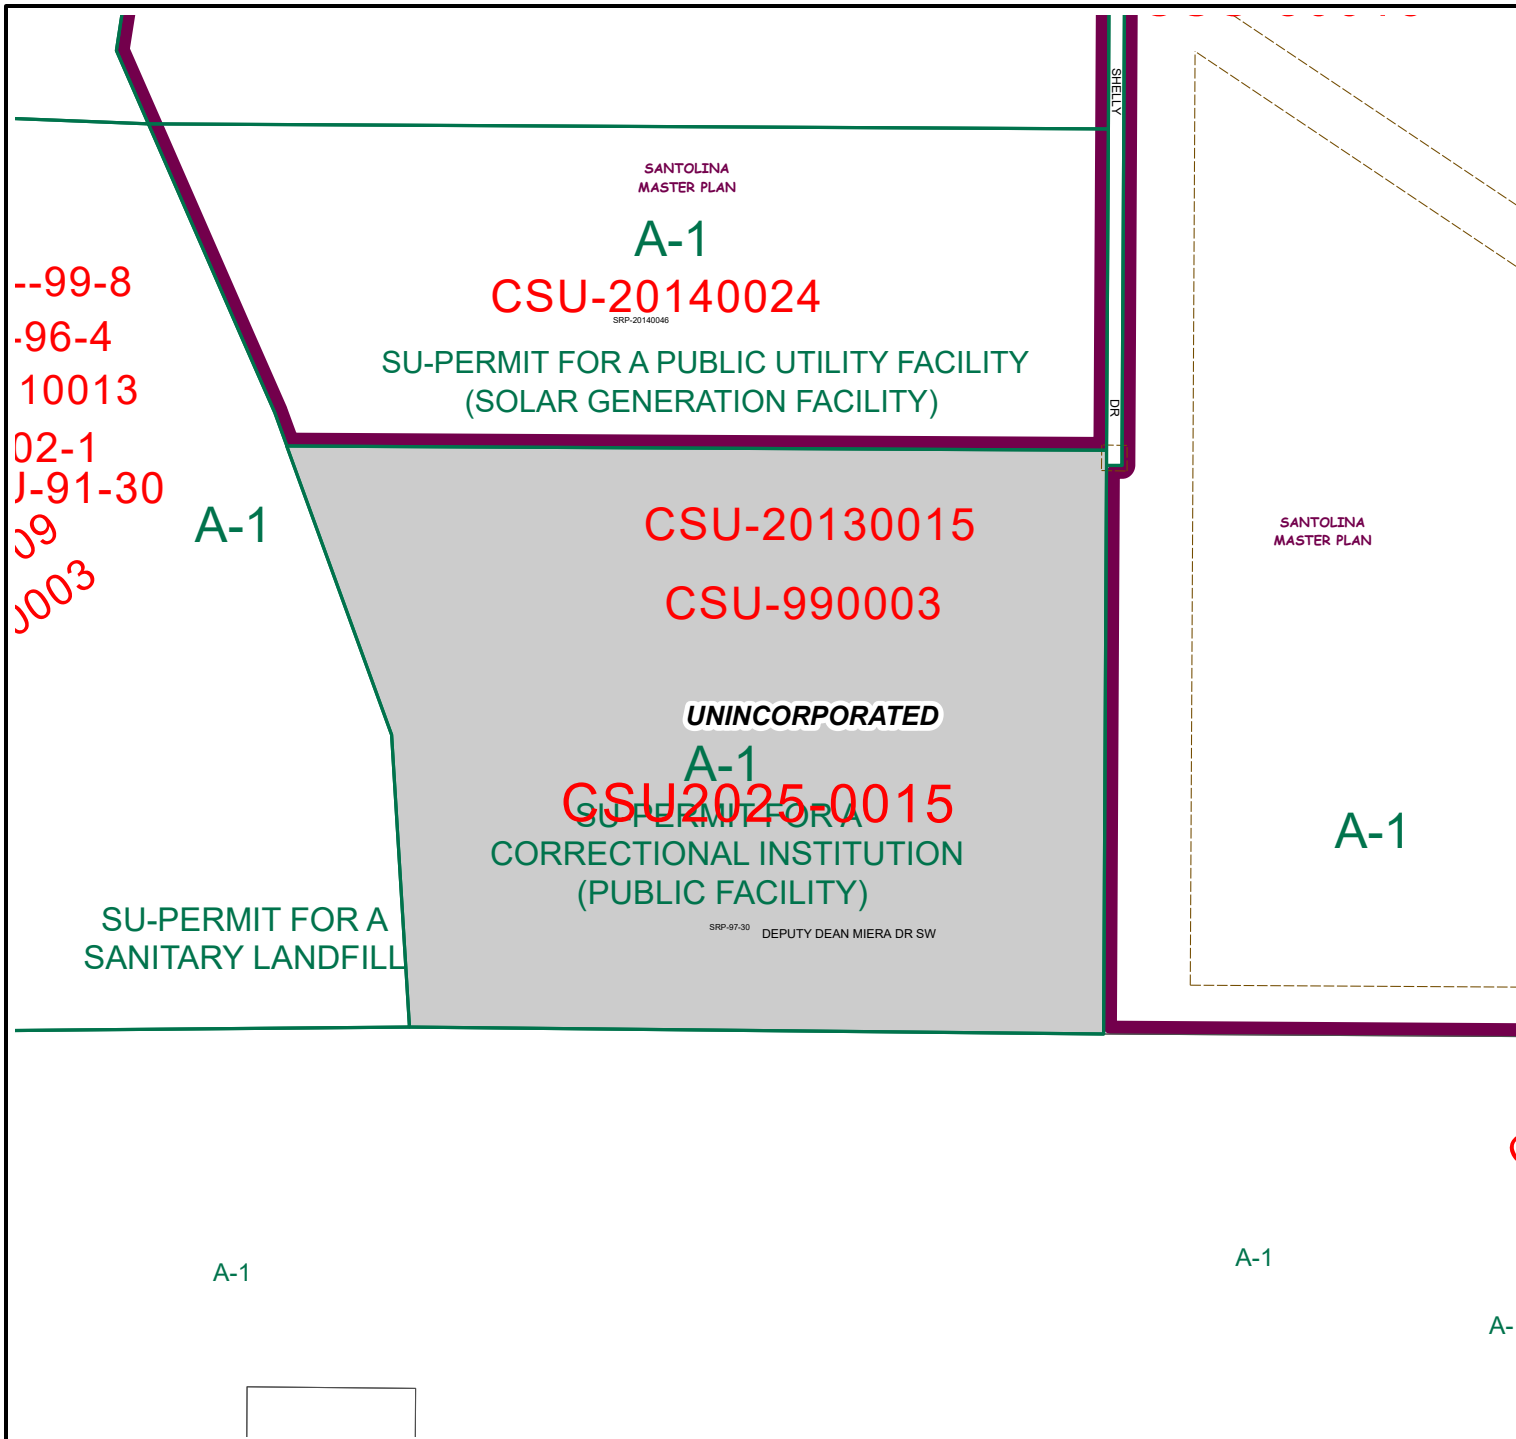 SHELLY
SANTOLINA
MASTER PLAN
A-1
--99-8
CSU-20140024
SRP-20140046
-96-4
SU-PERMIT FOR A PUBLIC UTILITY FACILITY
10013
(SOLAR GENERATION FACILITY)
DR
02-1
-91-30
A-1
CSU-20130015
SANTOLINA
MASTER PLAN
09
0003
CSU-990003
UNINCORPORATED
A-1
CSU2025-0015
SU-PERMIT FOR A
CORRECTIONAL INSTITUTION
(PUBLIC FACILITY)
A-1
SU-PERMIT FOR A
SANITARY LANDFILL
SRP-97-30
DEPUTY DEAN MIERA DR SW
A-1
A-1
A-